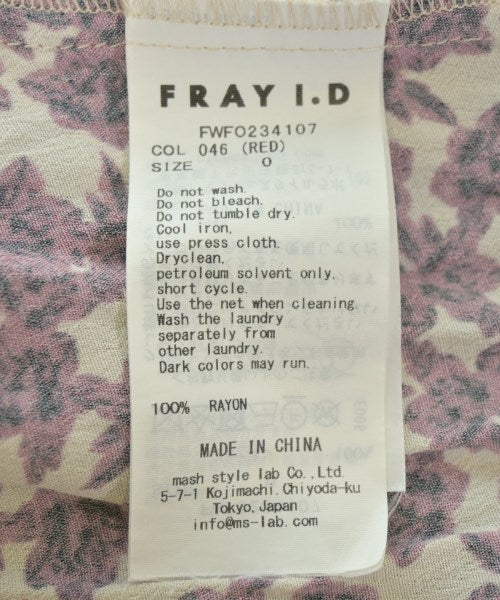 FRAY I.D
FWFO234107
COL 046 (RED)
SIZE 0
Do not wash.
Do not bleach.
Do not tumble dry.
Cool iron,
use press cloth.
Dryclean,
petroleum solvent only,
short cycle.
Use the net when cleaning.
Wash the laundry
separately from
other laundry.
Dark colors may run.
100% RAYON
MADE IN CHINA
mash style lab Co.,Ltd.
5-7-1 Kojimachi.Chiyoda-ku
Tokyo,Japan
info@ms-lab.com